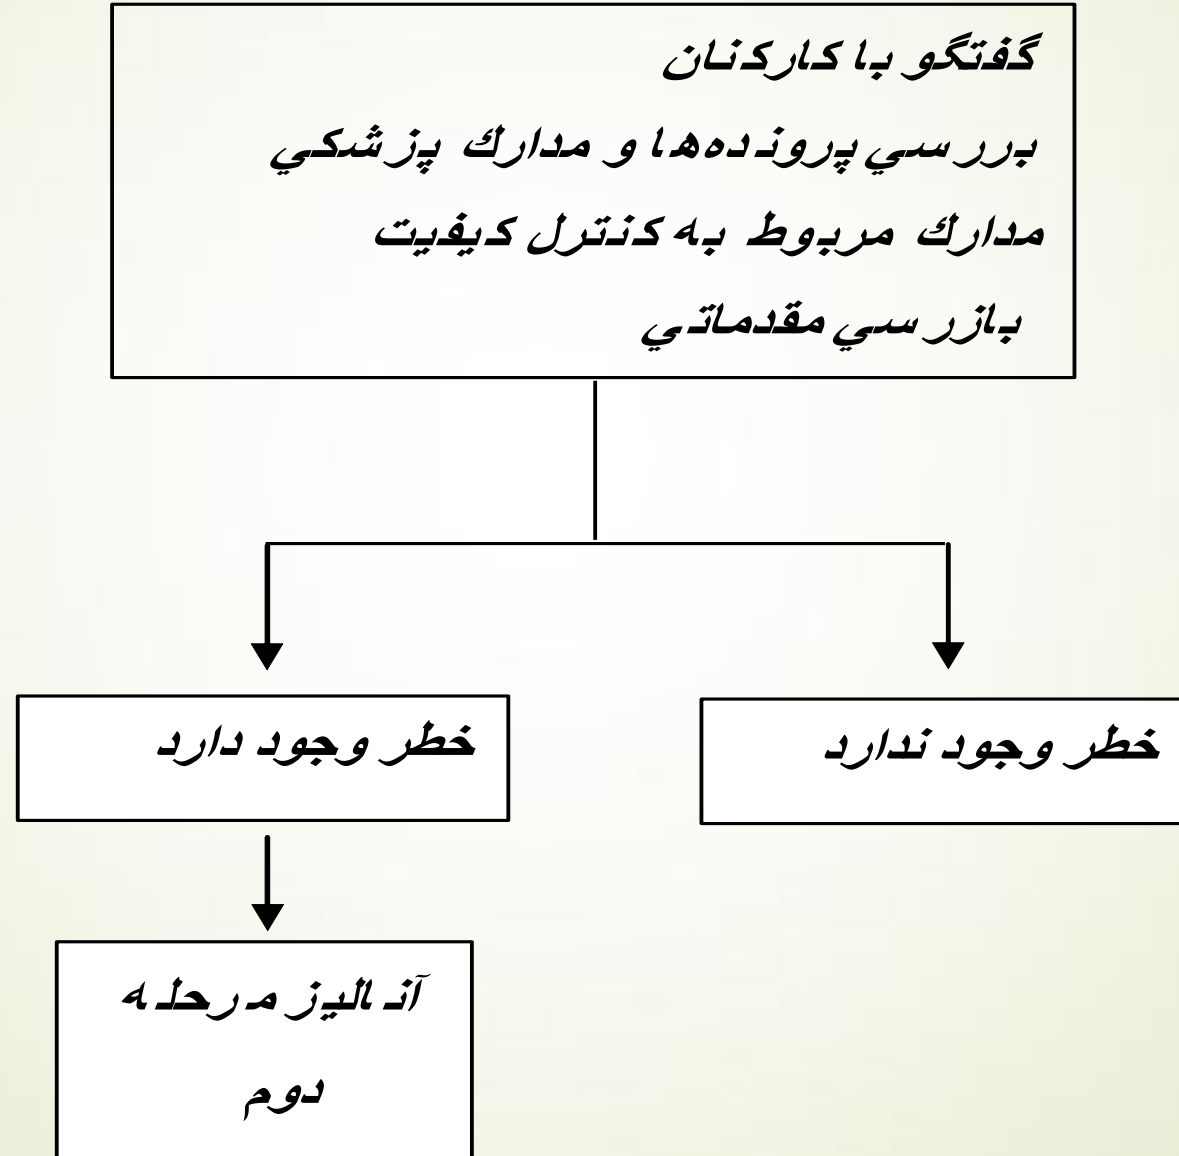 گفتگو با كاركنان
بررسي پرونده‌ها و مدارك پزشكي
مدارك مربوط به كنترل كيفيت
بازرسي مقدماتي
خطر وجود ندارد
خطر وجود دارد
آناليز مرحله
دوم